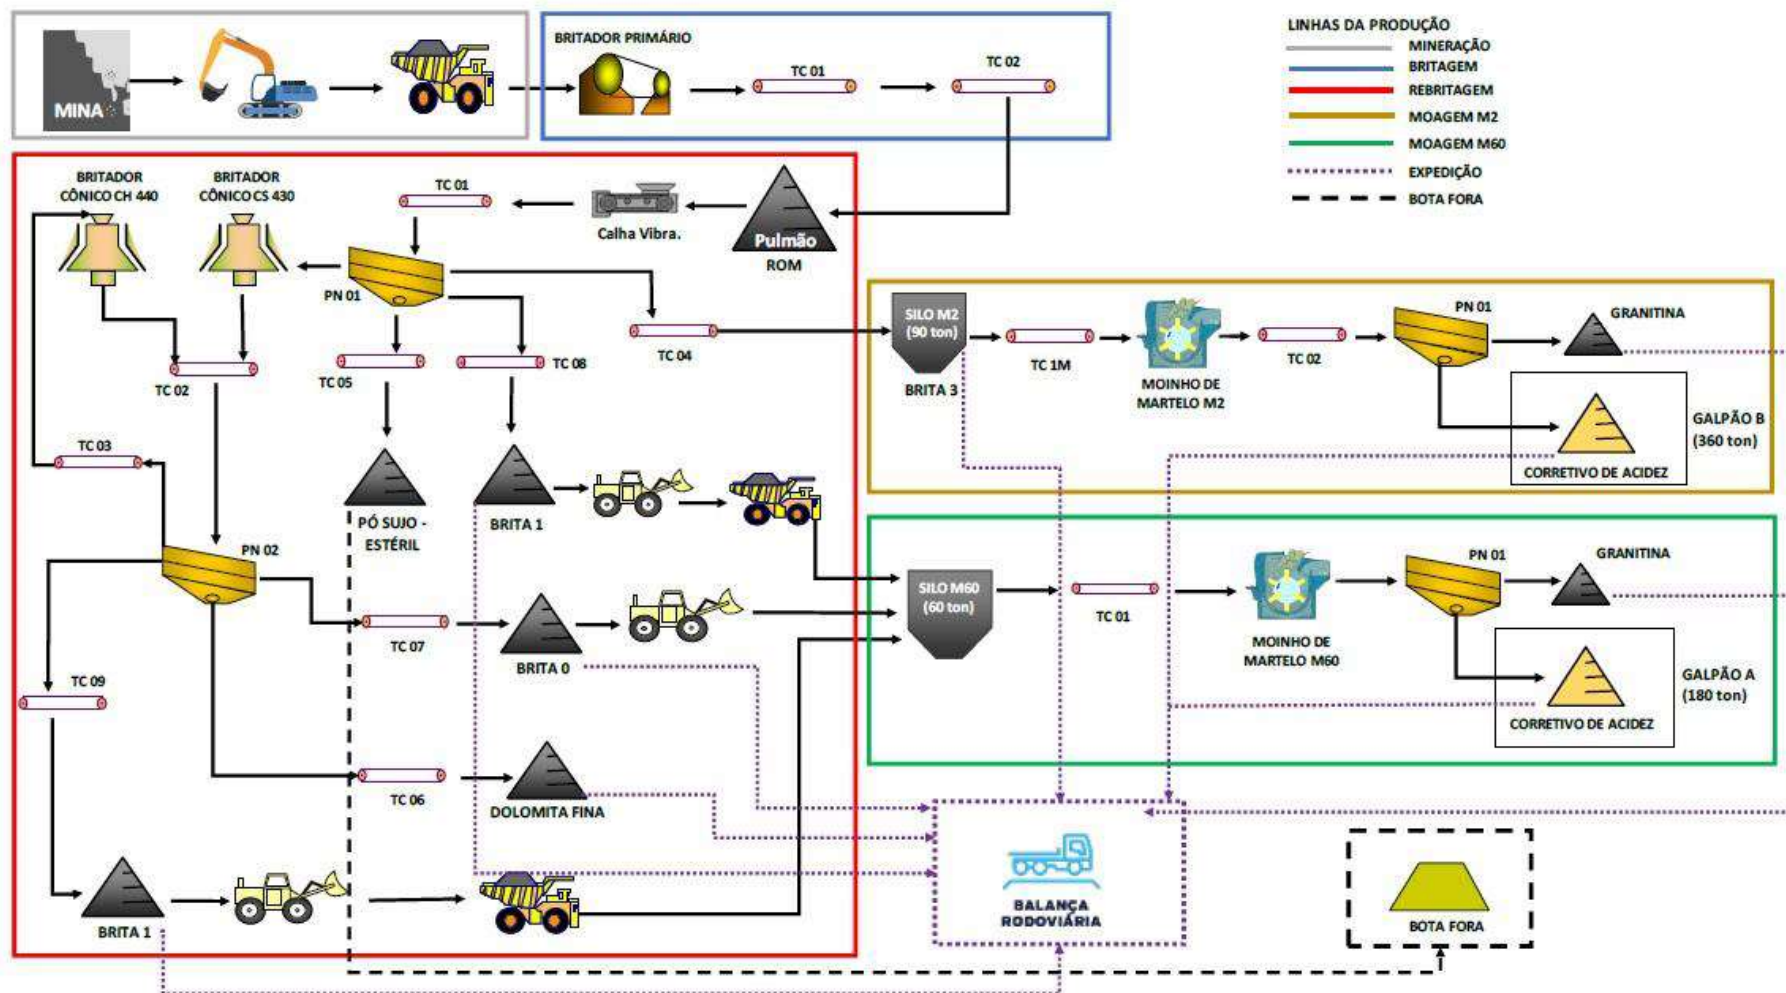 LINHAS DA PRODUÇÃO
MINERAÇÃO
BRITAGEM
REBRITAGEM
MOAGEM M2
MOAGEM M60
EXPEDIÇÃO
BOTA FORA
MINA
BRITADOR PRIMÁRIO
TC 01
TC 02
BRITADOR
CÔNICO CH 440
BRITADOR
CÔNICO CS 430
TC 01
Calha Vibra.
Pulmão
ROM
PN 01
TC 02
TC 05
TC 08
TC 04
TC 03
PÓ SUJO -
ESTÉRIL
BRITA 1
PN 02
TC 07
BRITA 0
TC 09
TC 06
DOLOMITA FINA
BRITA 1
SILO M2
(90 ton)
BRITA 3
TC 1M
MOINHO DE
MARTELO M2
TC 02
PN 01
GRANITINA
GALPÃO B
(360 ton)
CORRETIVO DE ACIDEZ
SILO M60
(60 ton)
TC 01
MOINHO DE
MARTELO M60
PN 01
GRANITINA
GALPÃO A
(180 ton)
CORRETIVO DE ACIDEZ
BALANÇA
RODOVIÁRIA
BOTA FORA